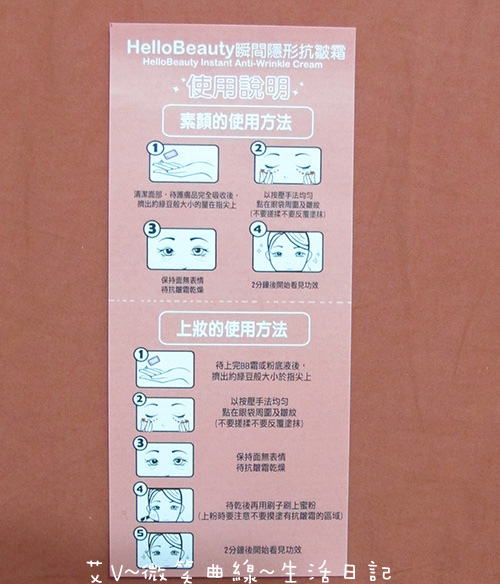 HelloBeauty瞬間隱形抗皺霜
HelloBeauty Instant Anti-Wrinkle Cream
使用說明
素顏的使用方法
1
清潔面部，待護膚品完全吸收後，
擠出約綠豆般大小的量在指尖上
2
以按壓手法均勻
點在眼袋周圍及皺紋
(不要搓揉不要反覆塗抹)
3
保持面無表情
待抗皺霜乾燥
4
2分鐘後開始看見功效
上妝的使用方法
1
待上完BB霜或粉底液後，
擠出約綠豆般大小於指尖上
2
以按壓手法均勻
點在眼袋周圍及皺紋
(不要搓揉不要反覆塗抹)
3
保持面無表情
待抗皺霜乾燥
4
待乾後再用刷子刷上蜜粉
(上粉時要注意不要摸塗有抗皺霜的區域)
5
2分鐘後開始看見功效
艾V~微笑曲線~生活日記